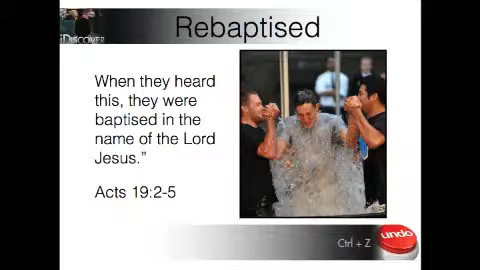 iDiscover
Rebaptised
When they heard
this, they were
baptised in the
name of the Lord
Jesus.”
Acts 19:2-5
Ctrl + Z
undo